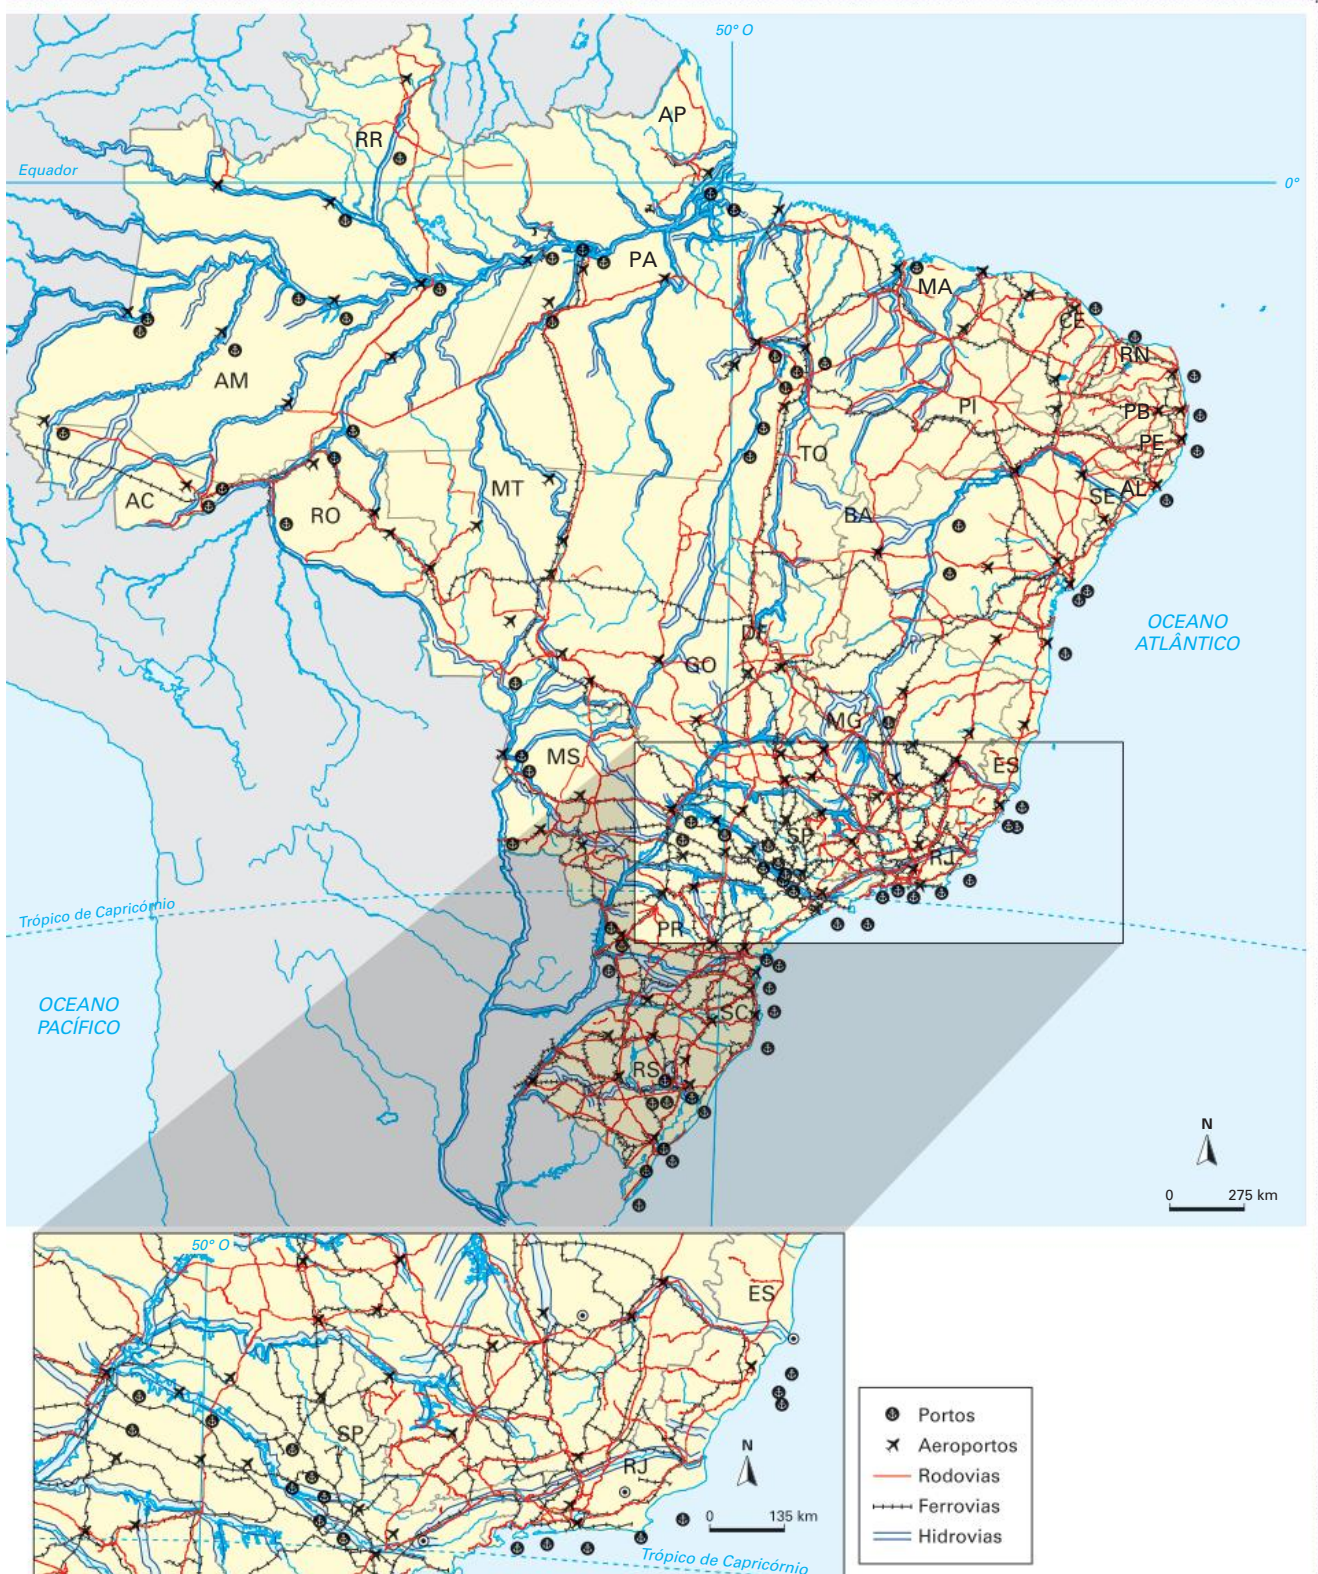 50° O
AP
RR
Equador
0°
PA
MA
CE
RN
AM
PI
PB
PE
TO
AC
RO
MT
BA
SE
AL
OCEANO
ATLÂNTICO
DF
GO
MG
MS
ES
SP
RJ
Trópico de Capricórnio
PR
OCEANO
PACÍFICO
SC
RS
N
0 275 km
50° O
ES
SP
RJ
N
0 135 km
Trópico de Capricórnio
Portos
Aeroportos
Rodovias
Ferrovias
Hidrovias